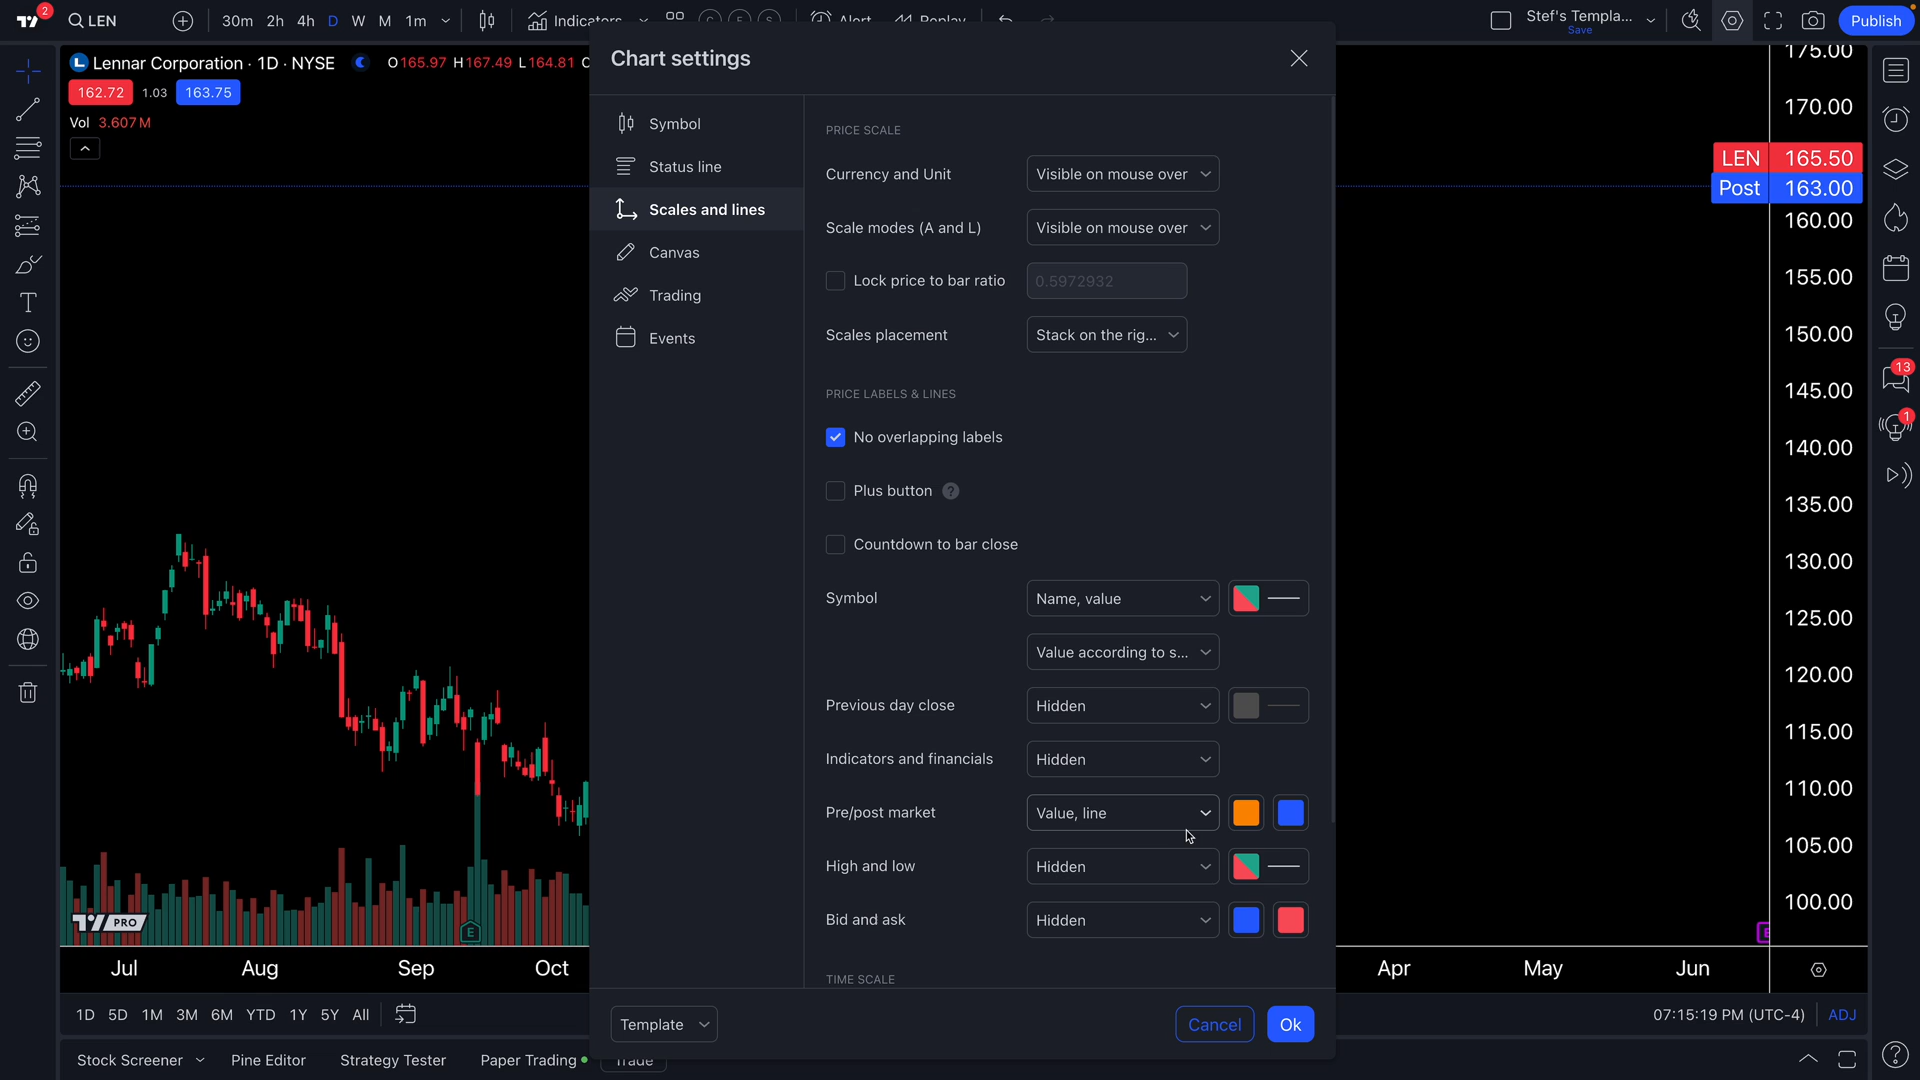 2
LEN
30m 2h 4h D W M 1m
Indicators
Alert
Replay
Stef's Templa...
Save
Publish
Lennar Corporation · 1D · NYSE
O165.97 H167.49 L164.81 C
162.72 1.03 163.75
Vol 3.607M
Chart settings
Symbol
Status line
Scales and lines
Canvas
Trading
Events
PRICE SCALE
Currency and Unit
Visible on mouse over
Scale modes (A and L)
Visible on mouse over
Lock price to bar ratio
0.5972932
Scales placement
Stack on the rig...
PRICE LABELS & LINES
No overlapping labels
Plus button ?
Countdown to bar close
Symbol
Name, value
Value according to s...
Previous day close
Hidden
Indicators and financials
Hidden
Pre/post market
Value, line
High and low
Hidden
Bid and ask
Hidden
TIME SCALE
Template
Cancel
Ok
175.00
170.00
LEN 165.50
Post 163.00
160.00
155.00
150.00
145.00
140.00
135.00
130.00
125.00
120.00
115.00
110.00
105.00
100.00
13
1
PRO
E
E
Jul Aug Sep Oct Apr May Jun
1D 5D 1M 3M 6M YTD 1Y 5Y All
07:15:19 PM (UTC-4) ADJ
Stock Screener Pine Editor Strategy Tester Paper Trading Trade
?